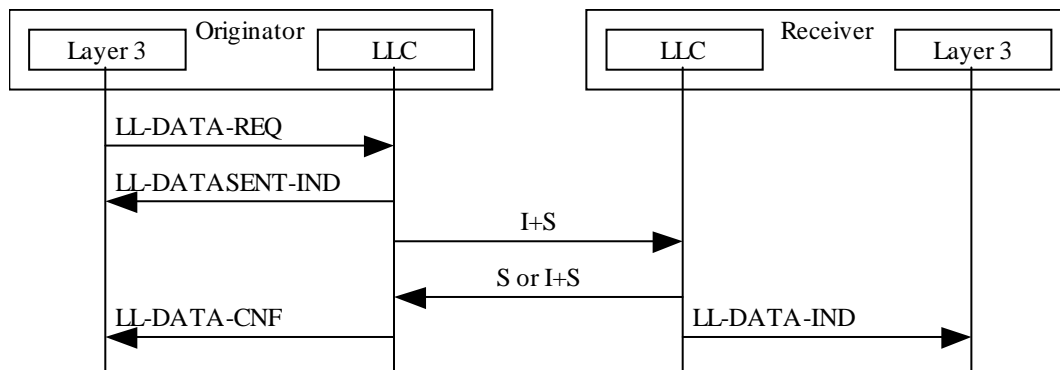 Originator
Receiver
Layer 3
LLC
LLC
Layer 3
LL-DATA-REQ
LL-DATASENT-IND
I+S
S or I+S
LL-DATA-CNF
LL-DATA-IND